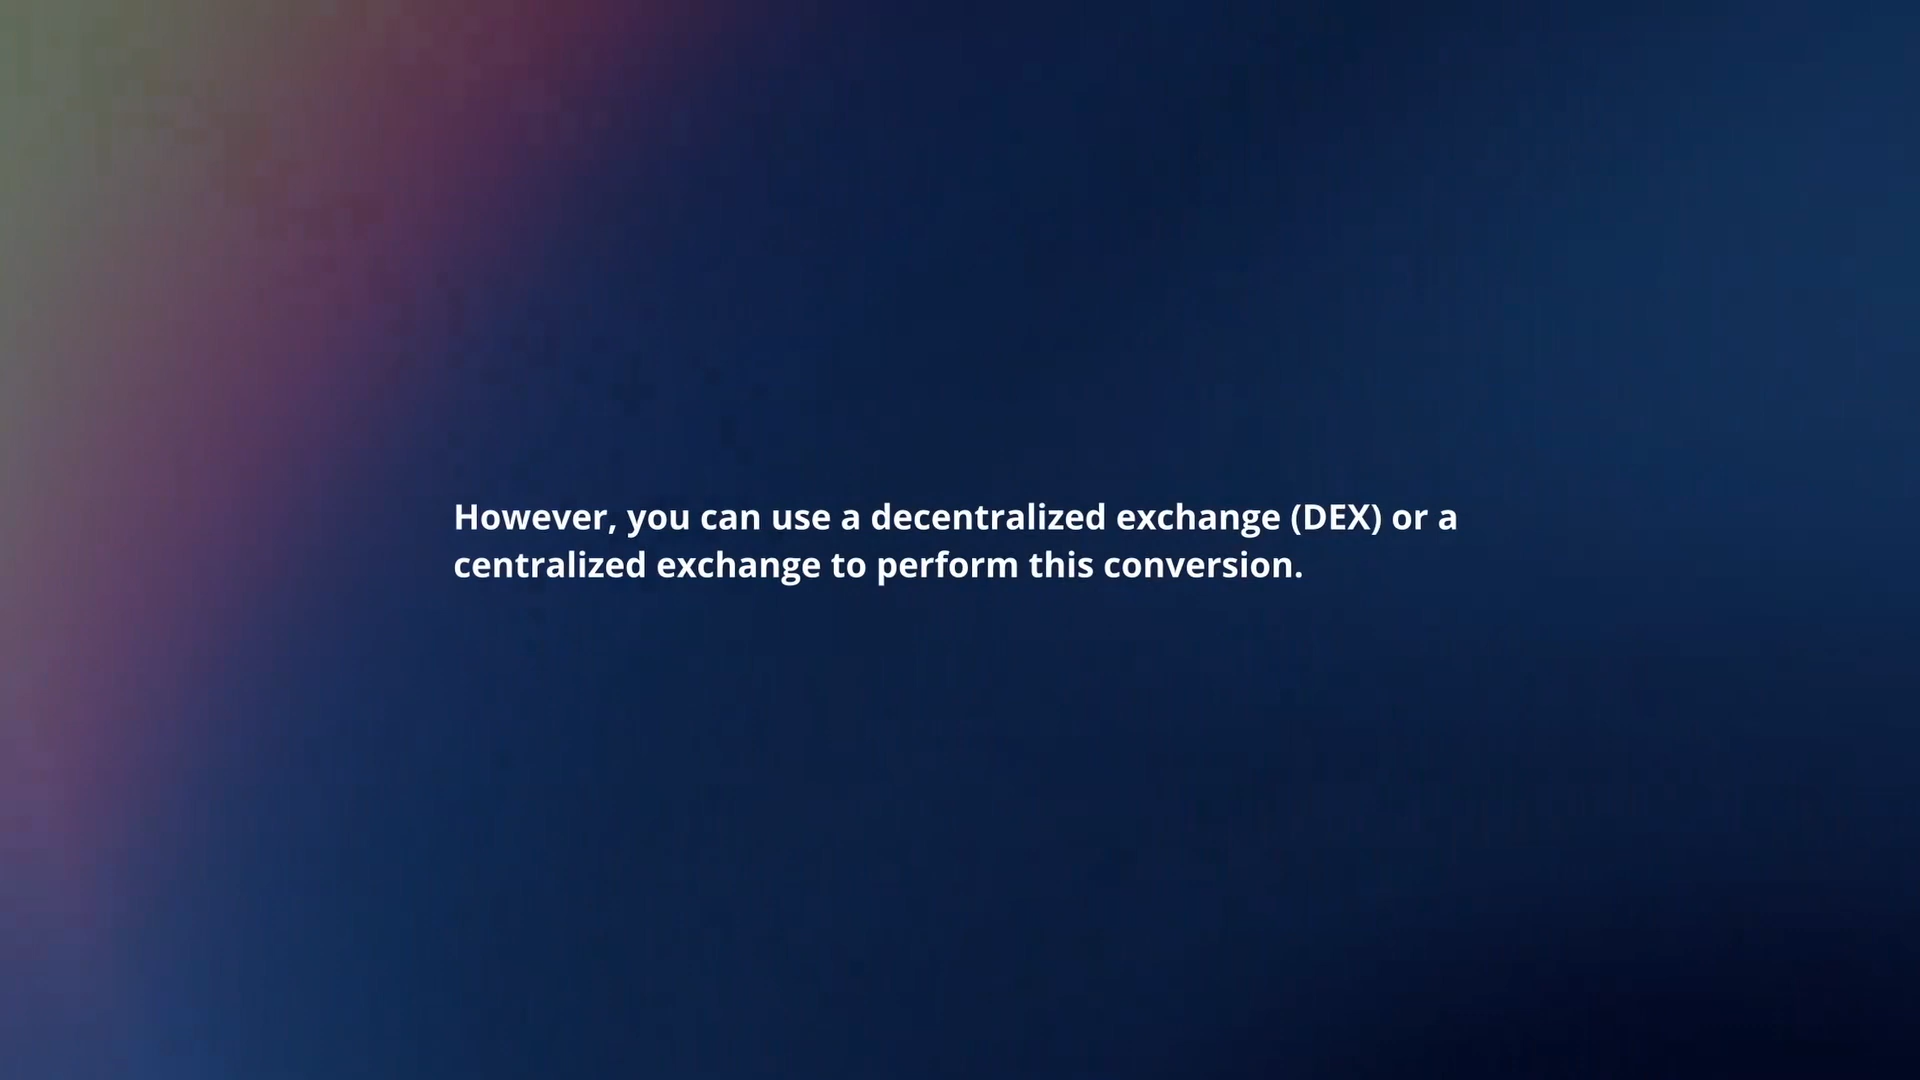 However, you can use a decentralized exchange (DEX) or a
centralized exchange to perform this conversion.